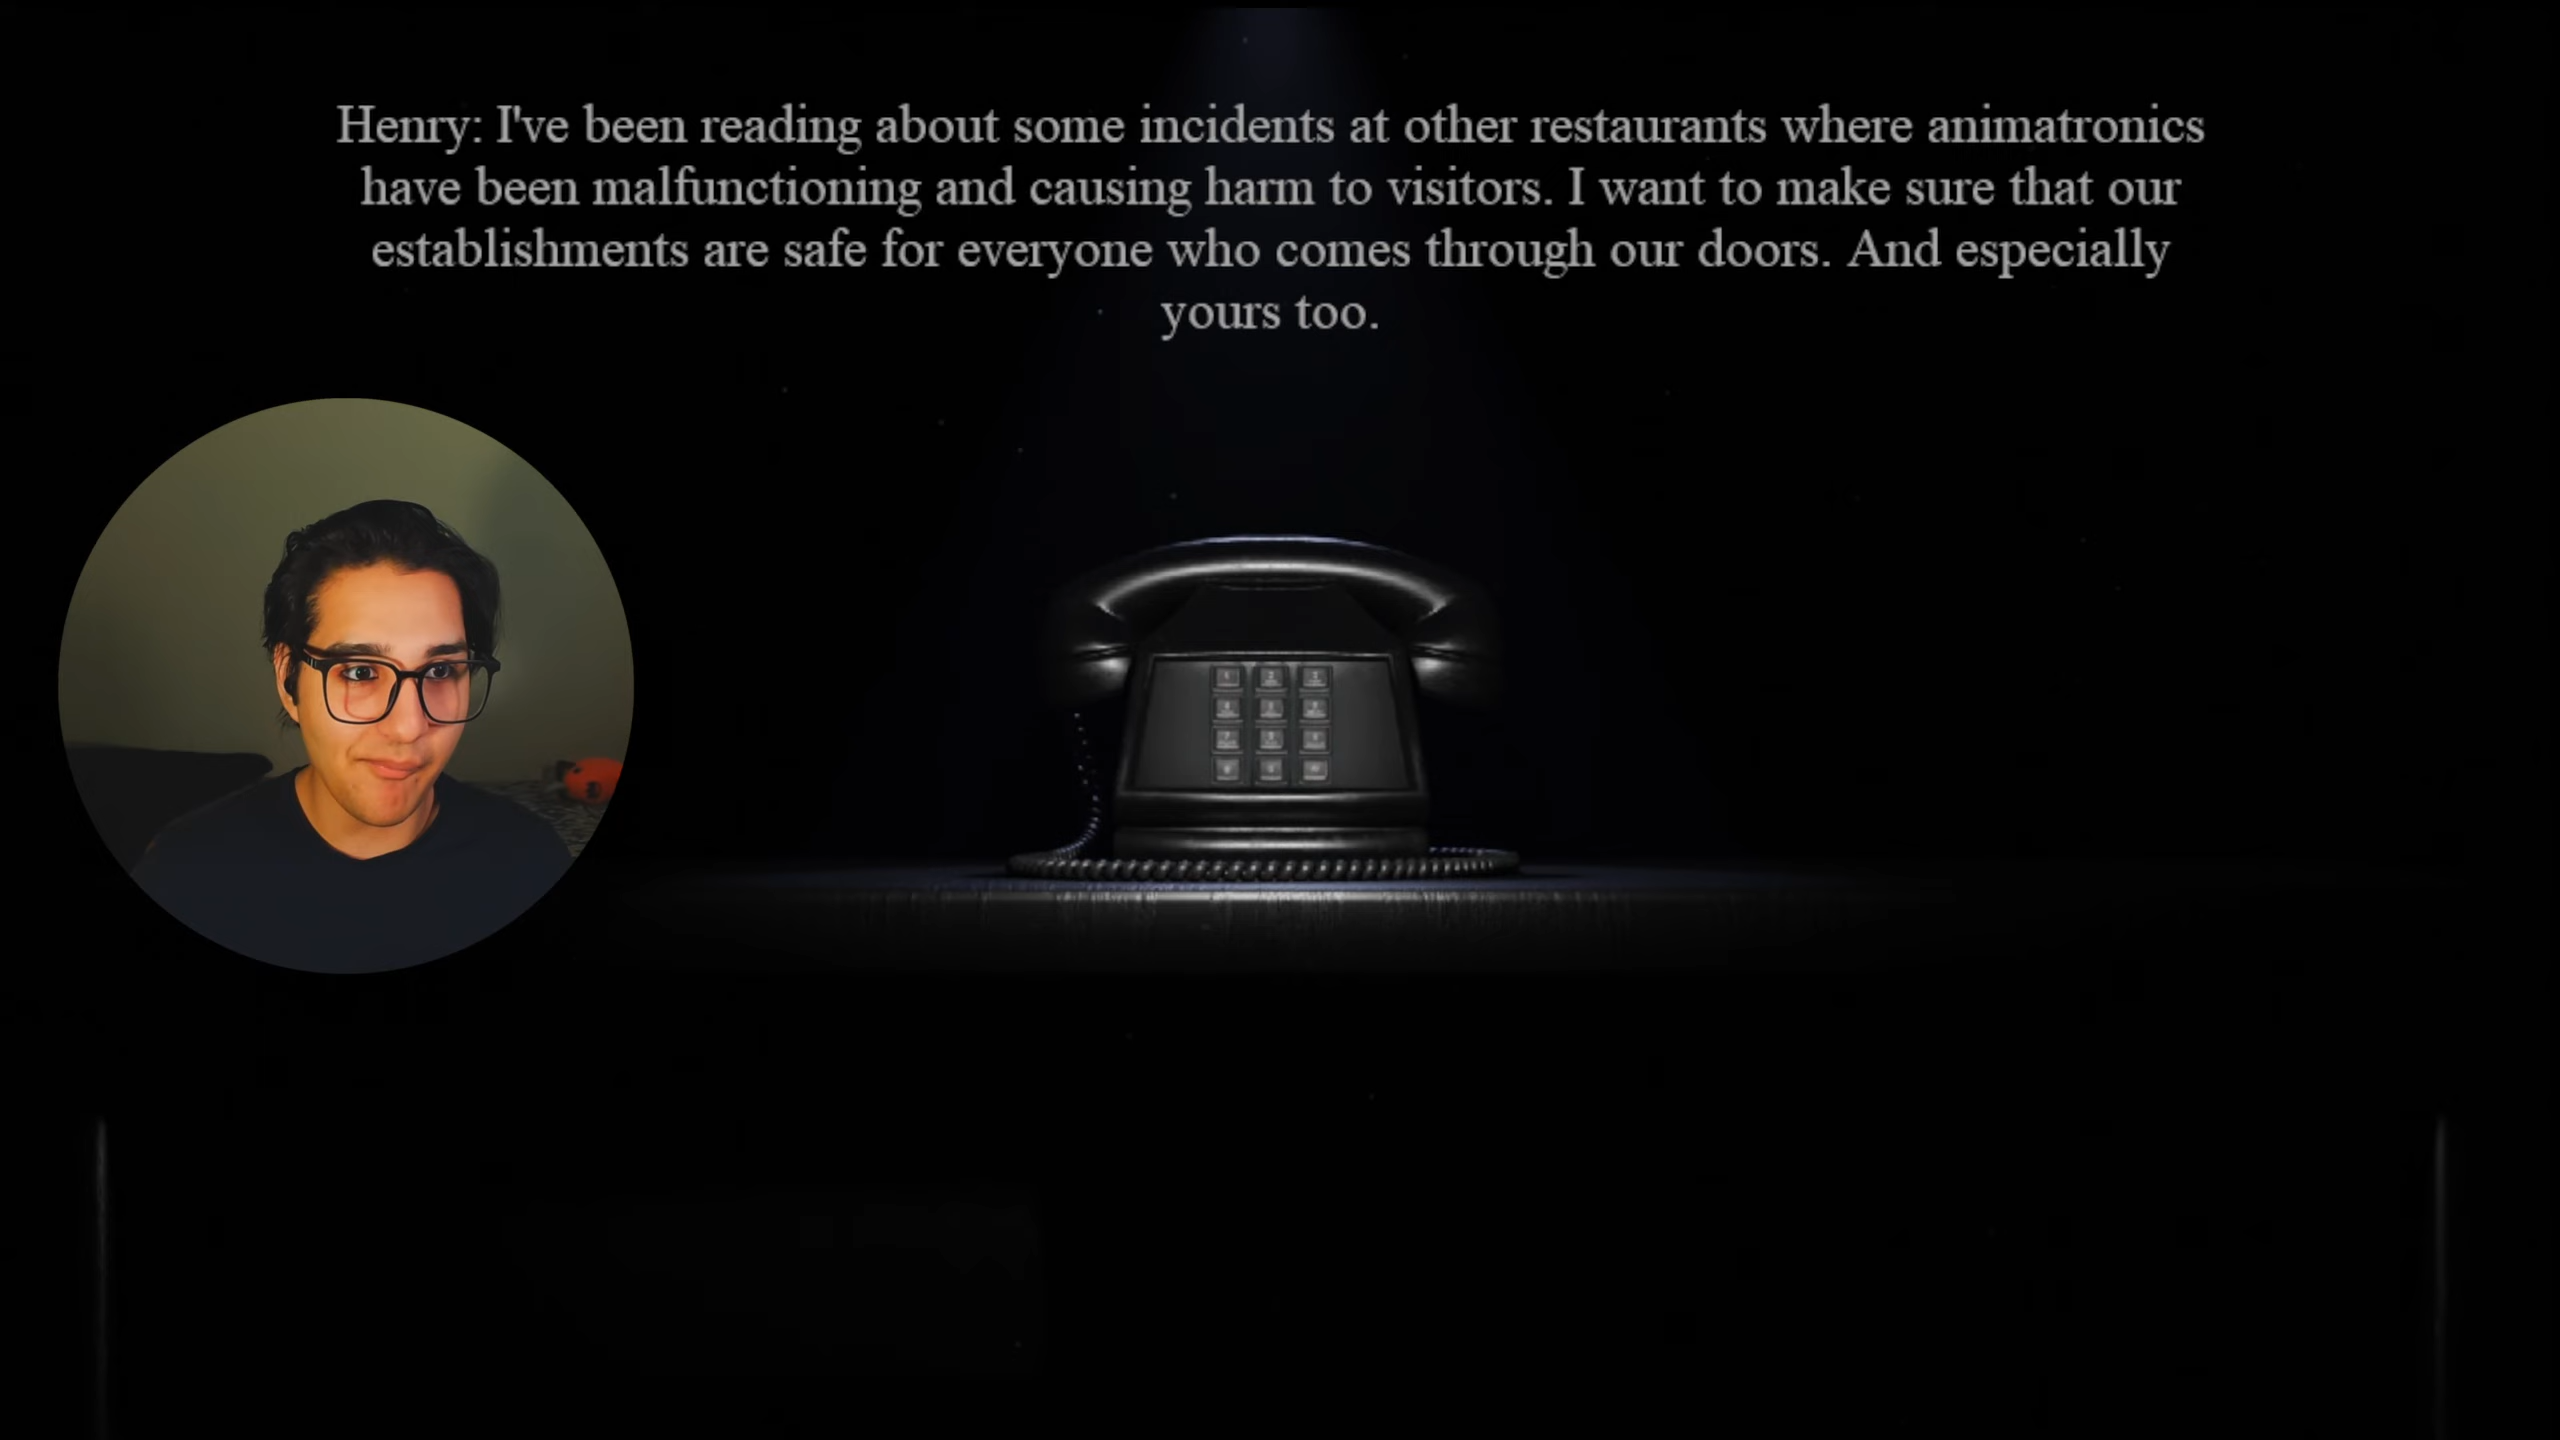 Henry: I've been reading about some incidents at other restaurants where animatronics
have been malfunctioning and causing harm to visitors. I want to make sure that our
establishments are safe for everyone who comes through our doors. And especially
yours too.